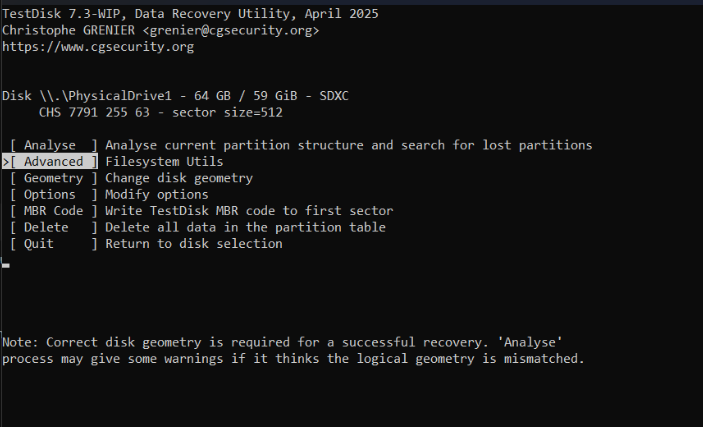 TestDisk 7.3-WIP, Data Recovery Utility, April 2025
Christophe GRENIER <grenier@cgsecurity.org>
https://www.cgsecurity.org
Disk \\.\PhysicalDrive1 - 64 GB / 59 GiB - SDXC
     CHS 7791 255 63 - sector size=512
 [ Analyse  ] Analyse current partition structure and search for lost partitions
>[ Advanced ] Filesystem Utils
 [ Geometry ] Change disk geometry
 [ Options  ] Modify options
 [ MBR Code ] Write TestDisk MBR code to first sector
 [ Delete   ] Delete all data in the partition table
 [ Quit     ] Return to disk selection
Note: Correct disk geometry is required for a successful recovery. 'Analyse'
process may give some warnings if it thinks the logical geometry is mismatched.